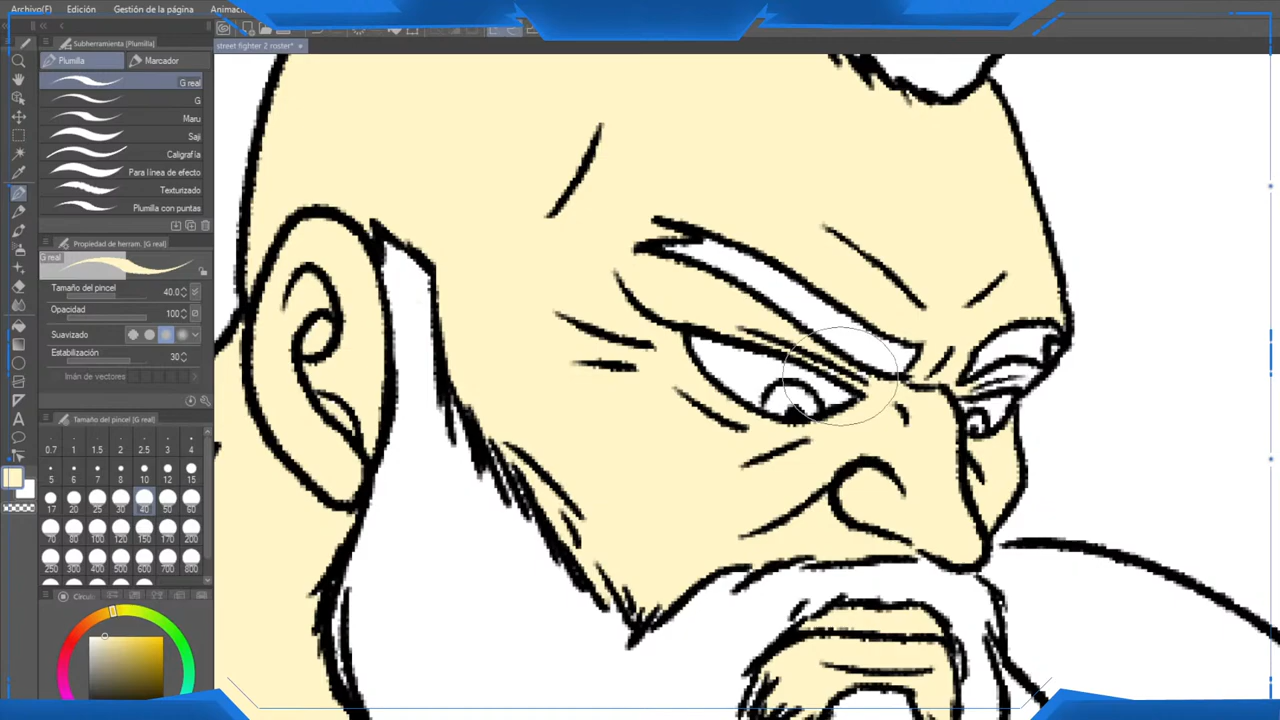 Archivo(F)
Edición
Gestión de la página
Animació
Subherramienta (Plumilla)
street fighter 2 roster*
Plumilla
Marcador
G real
G
Maru
Saji
Caligrafía
Para línea de efecto
Texturizado
Plumilla con puntas
Propiedad de herram. (G real)
G real
Tamaño del pincel
40.0
Opacidad
100
Suavizado
Estabilización
30
Imán de vectores
Tamaño del pincel (G real)
0.7 1 1.5 2 2.5 3 4
5 6 7 8 10 12 15
17 20 25 30 40 50 60
70 80 100 120 150 170 200
250 300 400 500 600 700 800
Círculo